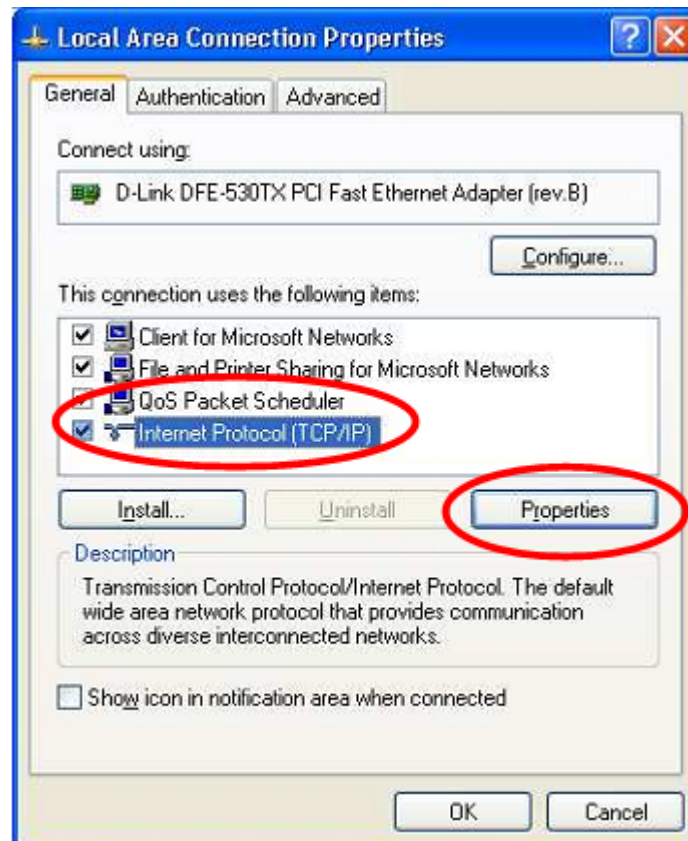 Local Area Connection Properties
General Authentication Advanced
Connect using:
D-Link DFE-530TX PCI Fast Ethernet Adapter (rev.B)
Configure...
This connection uses the following items:
Client for Microsoft Networks
File and Printer Sharing for Microsoft Networks
QoS Packet Scheduler
Internet Protocol (TCP/IP)
Install... Uninstall Properties
Description
Transmission Control Protocol/Internet Protocol. The default
wide area network protocol that provides communication
across diverse interconnected networks.
Show icon in notification area when connected
OK Cancel